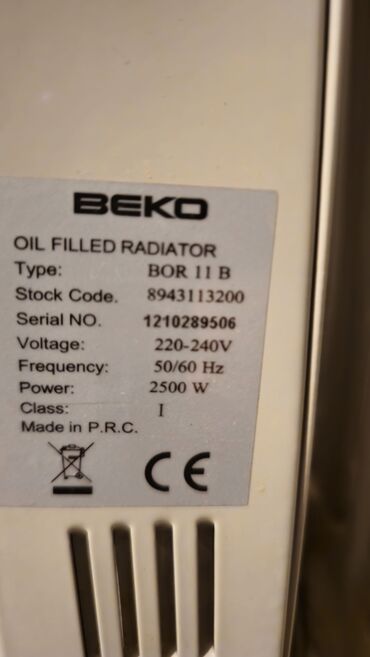 BEKO
OIL FILLED RADIATOR
Type: BOR 11 B
Stock Code. 8943113200
Serial NO. 1210289506
Voltage: 220-240V
Frequency: 50/60 Hz
Power: 2500 W
Class: I
Made in P.R.C.
CE